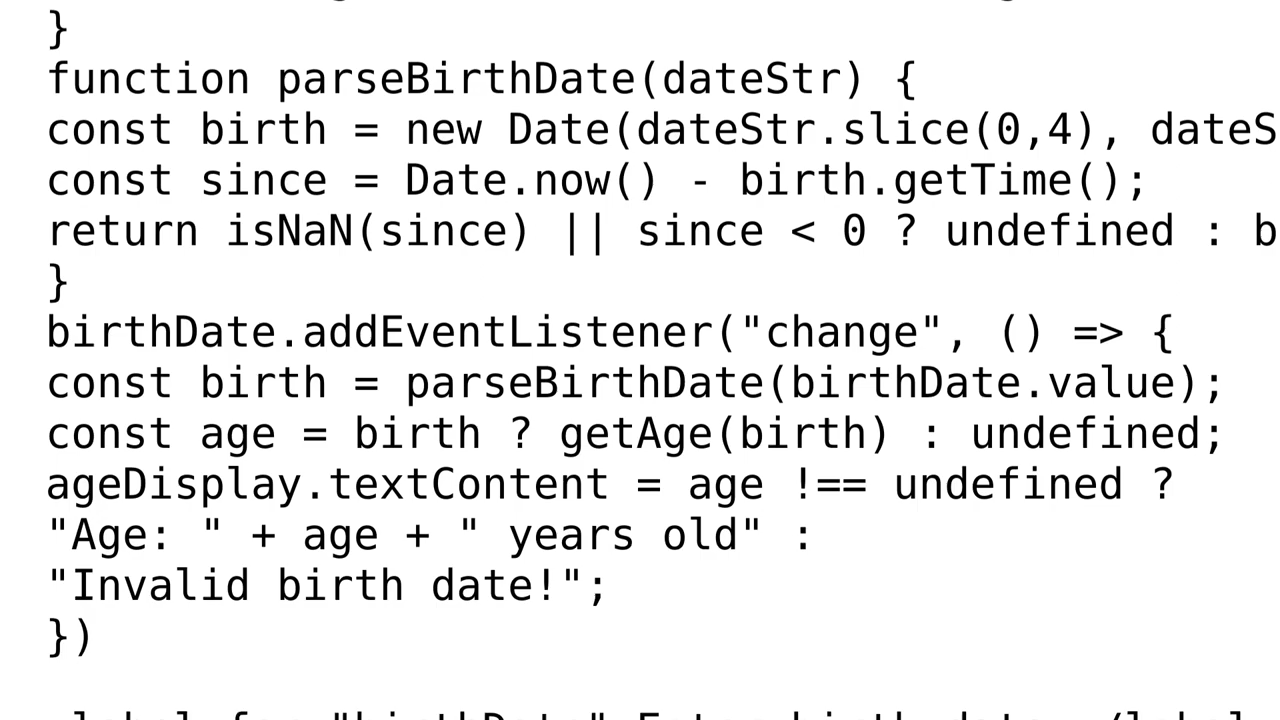 }
function parseBirthDate(dateStr) {
const birth = new Date(dateStr.slice(0,4), dateS
const since = Date.now() - birth.getTime();
return isNaN(since) || since < 0 ? undefined : b
}
birthDate.addEventListener("change", () => {
const birth = parseBirthDate(birthDate.value);
const age = birth ? getAge(birth) : undefined;
ageDisplay.textContent = age !== undefined ?
"Age: " + age + " years old" :
"Invalid birth date!";
})